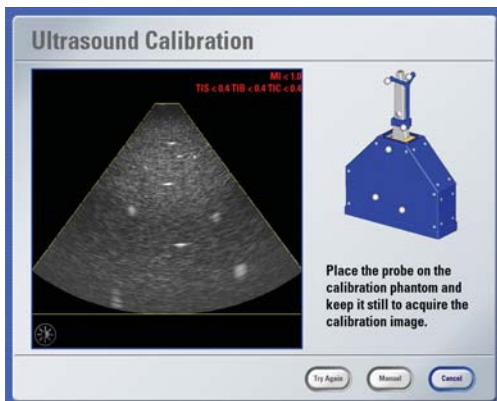 Ultrasound Calibration
MI < 1.0
TIS < 0.4 TIB < 0.4 TIC < 0.4
Place the probe on the
calibration phantom and
keep it still to acquire the
calibration image.
Try Again
Manual
Cancel